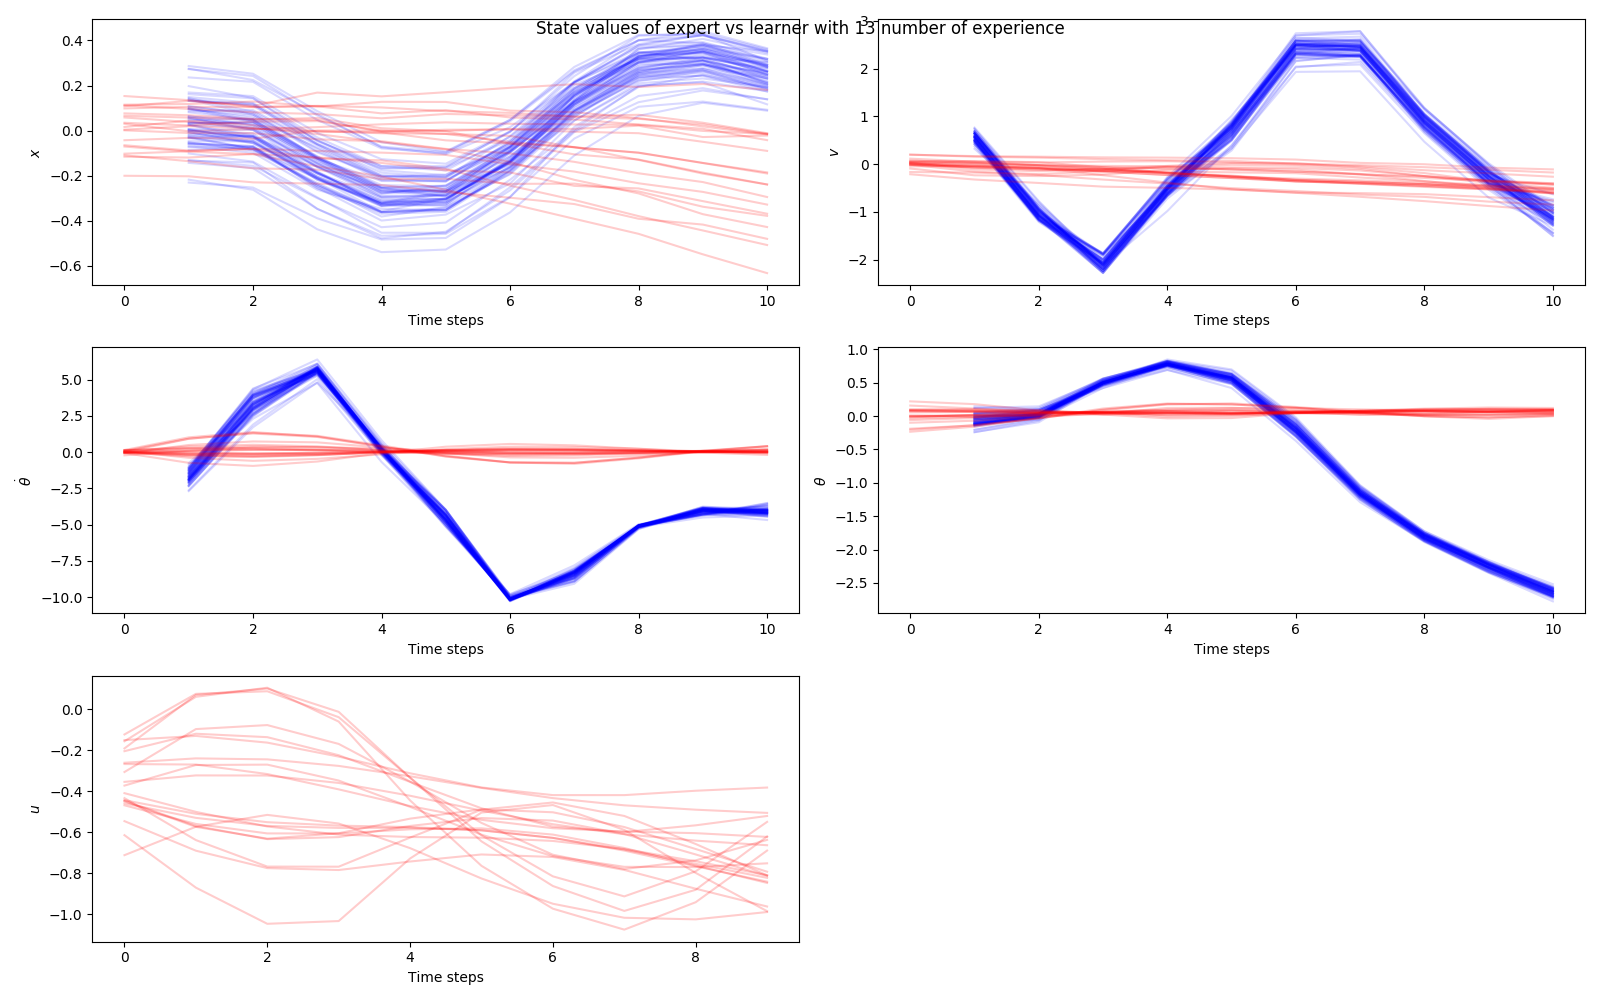 State values of expert vs learner with 13 number of experience
0.4
0.2
0.0
−0.2
−0.4
−0.6
x
0 2 4 6 8 10
Time steps
3
2
1
0
−1
−2
v
0 2 4 6 8 10
Time steps
5.0
2.5
0.0
−2.5
−5.0
−7.5
−10.0
θ̇
0 2 4 6 8 10
Time steps
1.0
0.5
0.0
−0.5
−1.0
−1.5
−2.0
−2.5
θ
0 2 4 6 8 10
Time steps
0.0
−0.2
−0.4
−0.6
−0.8
−1.0
u
0 2 4 6 8
Time steps